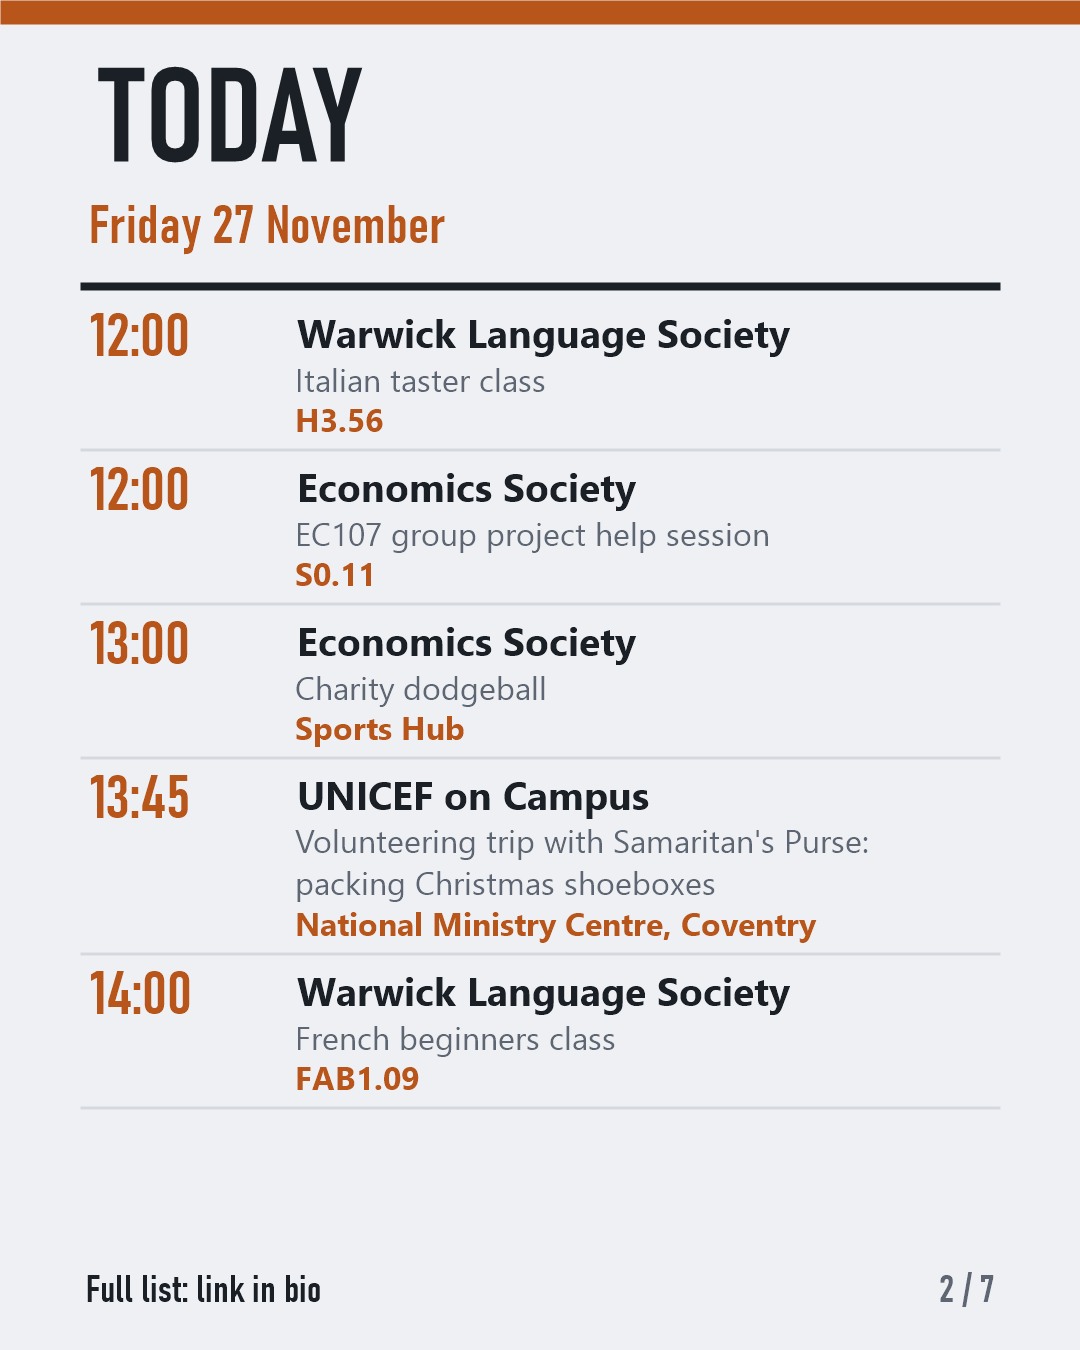 TODAY
Friday 27 November
12:00
Warwick Language Society
Italian taster class
H3.56
12:00
Economics Society
EC107 group project help session
S0.11
13:00
Economics Society
Charity dodgeball
Sports Hub
13:45
UNICEF on Campus
Volunteering trip with Samaritan's Purse:
packing Christmas shoeboxes
National Ministry Centre, Coventry
14:00
Warwick Language Society
French beginners class
FAB1.09
Full list: link in bio
2 / 7